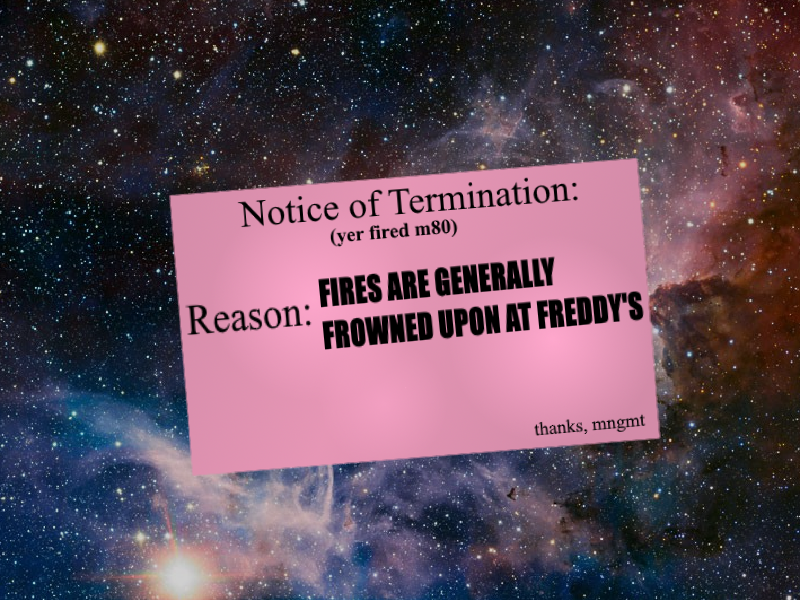 Notice of Termination:
(yer fired m80)
Reason: FIRES ARE GENERALLY
FROWNED UPON AT FREDDY'S
thanks, mngmt